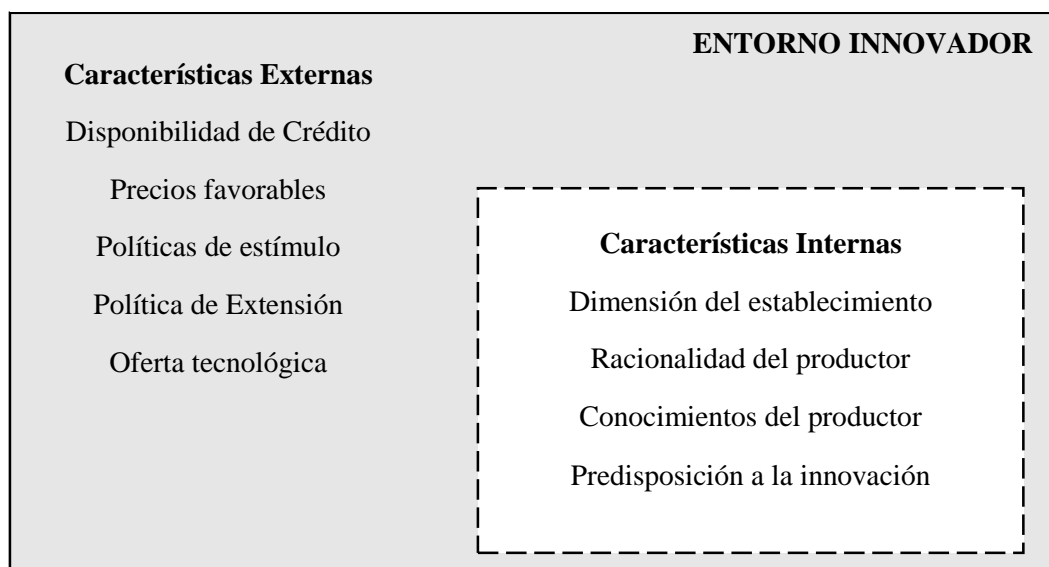 ENTORNO INNOVADOR
Características Externas
Disponibilidad de Crédito
Precios favorables
Políticas de estímulo
Política de Extensión
Oferta tecnológica
Características Internas
Dimensión del establecimiento
Racionalidad del productor
Conocimientos del productor
Predisposición a la innovación